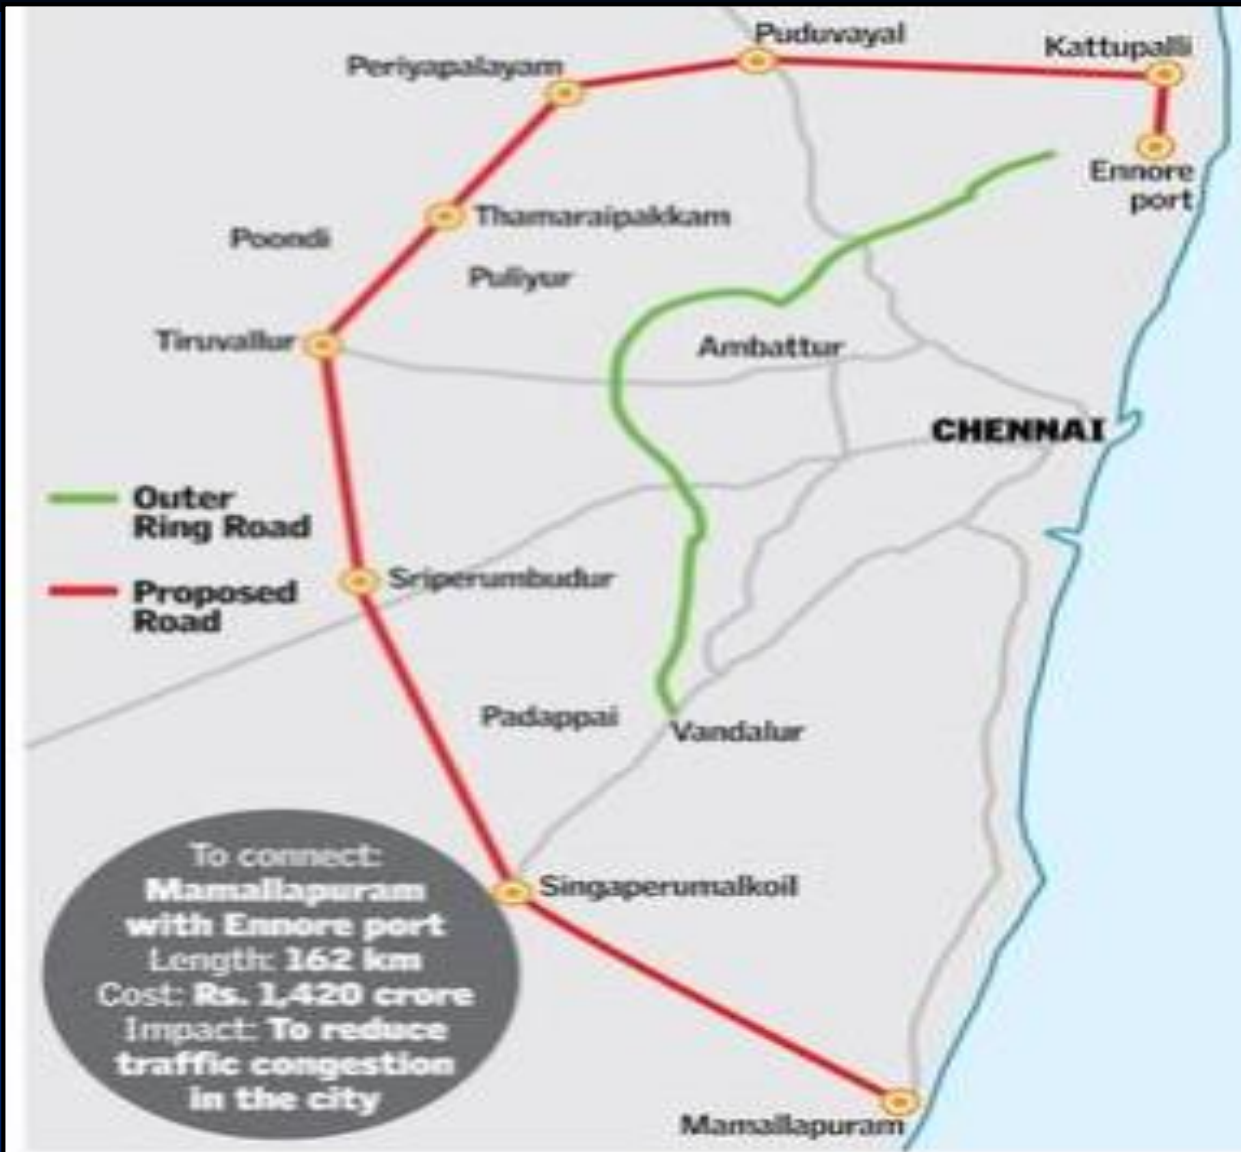 Puduvayal
Kattupalli
Periyapalayam
Ennore
port
Thamaraipakkam
Poondi
Puliyur
Tiruvallur
Ambattur
CHENNAI
Outer
Ring Road
Sriperumbudur
Proposed
Road
Padappai
Vandalur
To connect:
Mamallapuram
with Ennore port
Length: 162 km
Cost: Rs. 1,420 crore
Impact: To reduce
traffic congestion
in the city
Singaperumalkoil
Mamallapuram